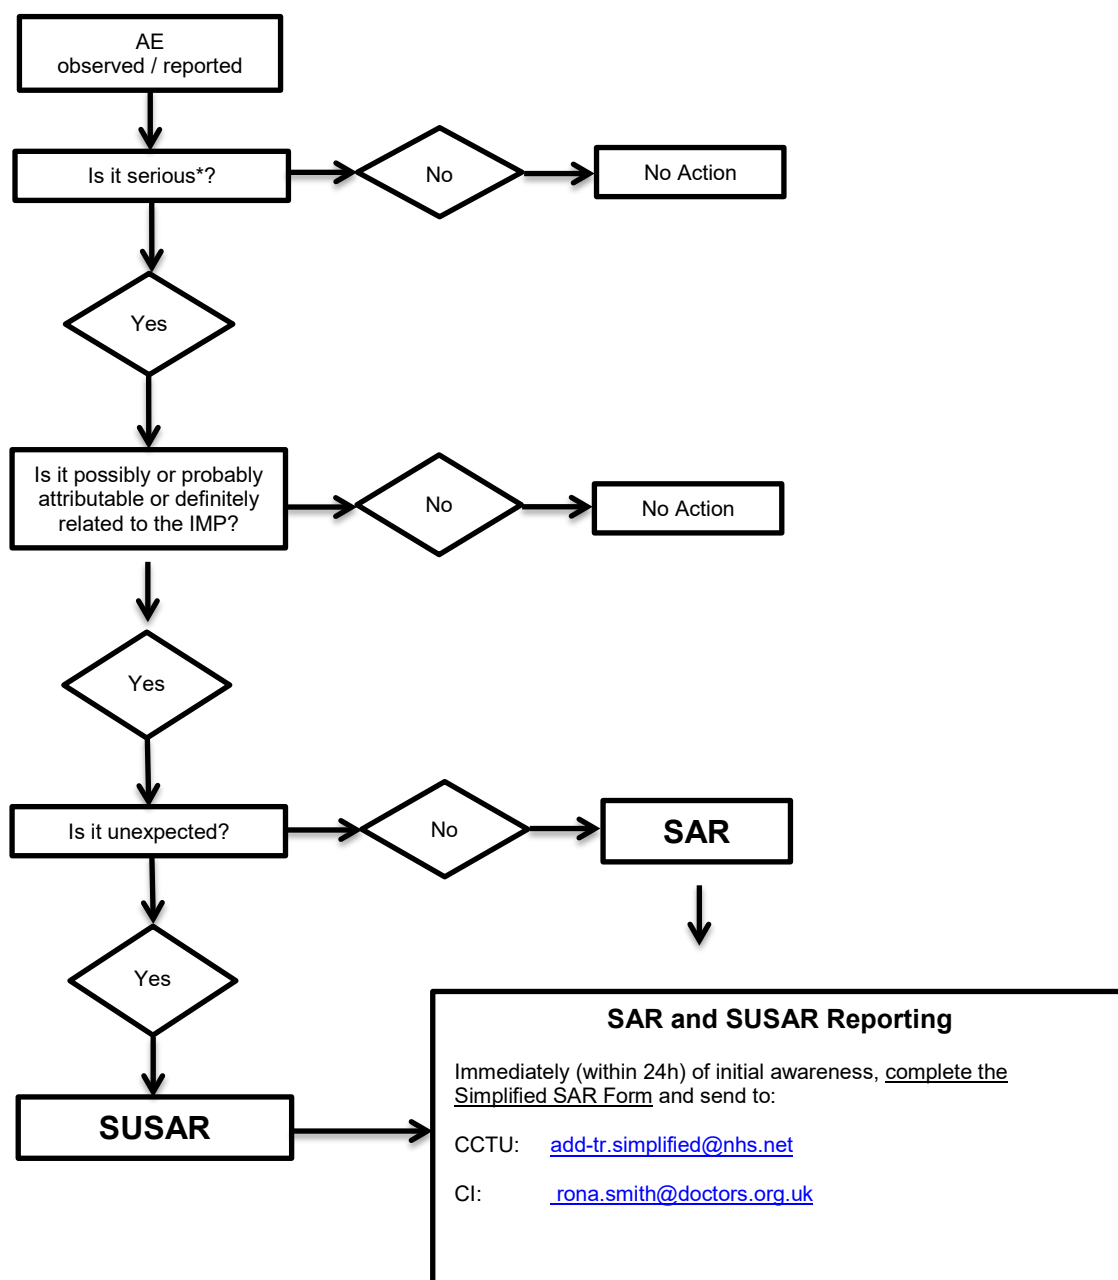 AE
observed / reported
Is it serious*?
No
No Action
Yes
Is it possibly or probably
attributable or definitely
related to the IMP?
No
No Action
Yes
Is it unexpected?
No
SAR
Yes
SUSAR
SAR and SUSAR Reporting
Immediately (within 24h) of initial awareness, complete the
Simplified SAR Form and send to:
CCTU: add-tr.simplified@nhs.net
CI: rona.smith@doctors.org.uk